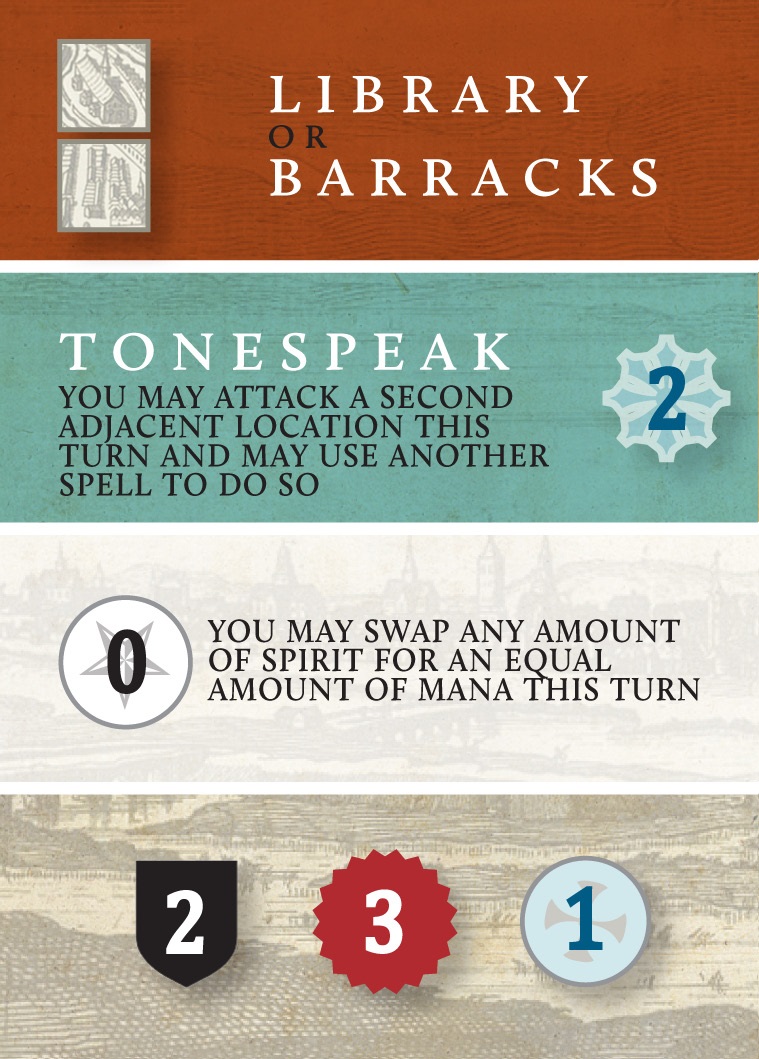 LIBRARY
OR
BARRACKS
TONESPEAK
YOU MAY ATTACK A SECOND
ADJACENT LOCATION THIS
TURN AND MAY USE ANOTHER
SPELL TO DO SO
2
0
YOU MAY SWAP ANY AMOUNT
OF SPIRIT FOR AN EQUAL
AMOUNT OF MANA THIS TURN
2 3 1